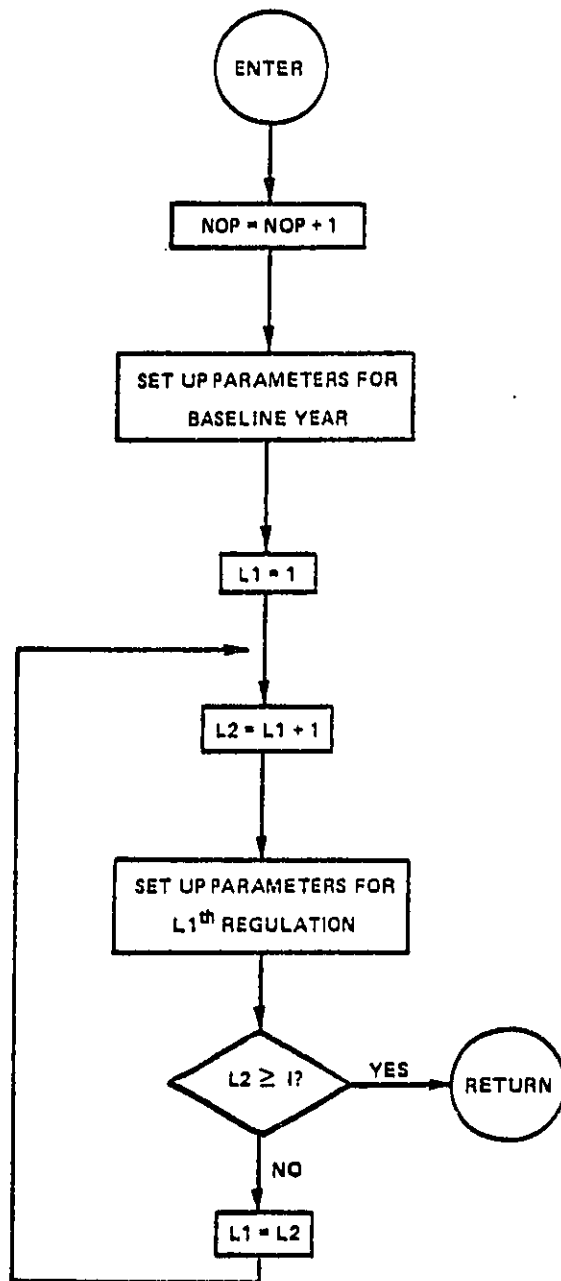 ENTER
NOP = NOP + 1
SET UP PARAMETERS FOR
BASELINE YEAR
L1 = 1
L2 = L1 + 1
SET UP PARAMETERS FOR
L1th REGULATION
L2 ≥ I?
YES
RETURN
NO
L1 = L2